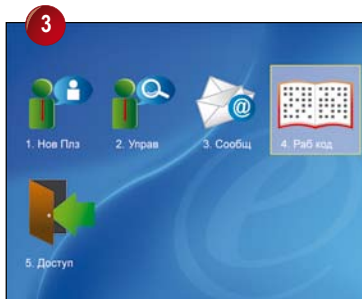 3
1. Нов Плз
2. Управ
3. Сообщ
4. Раб код
5. Доступ